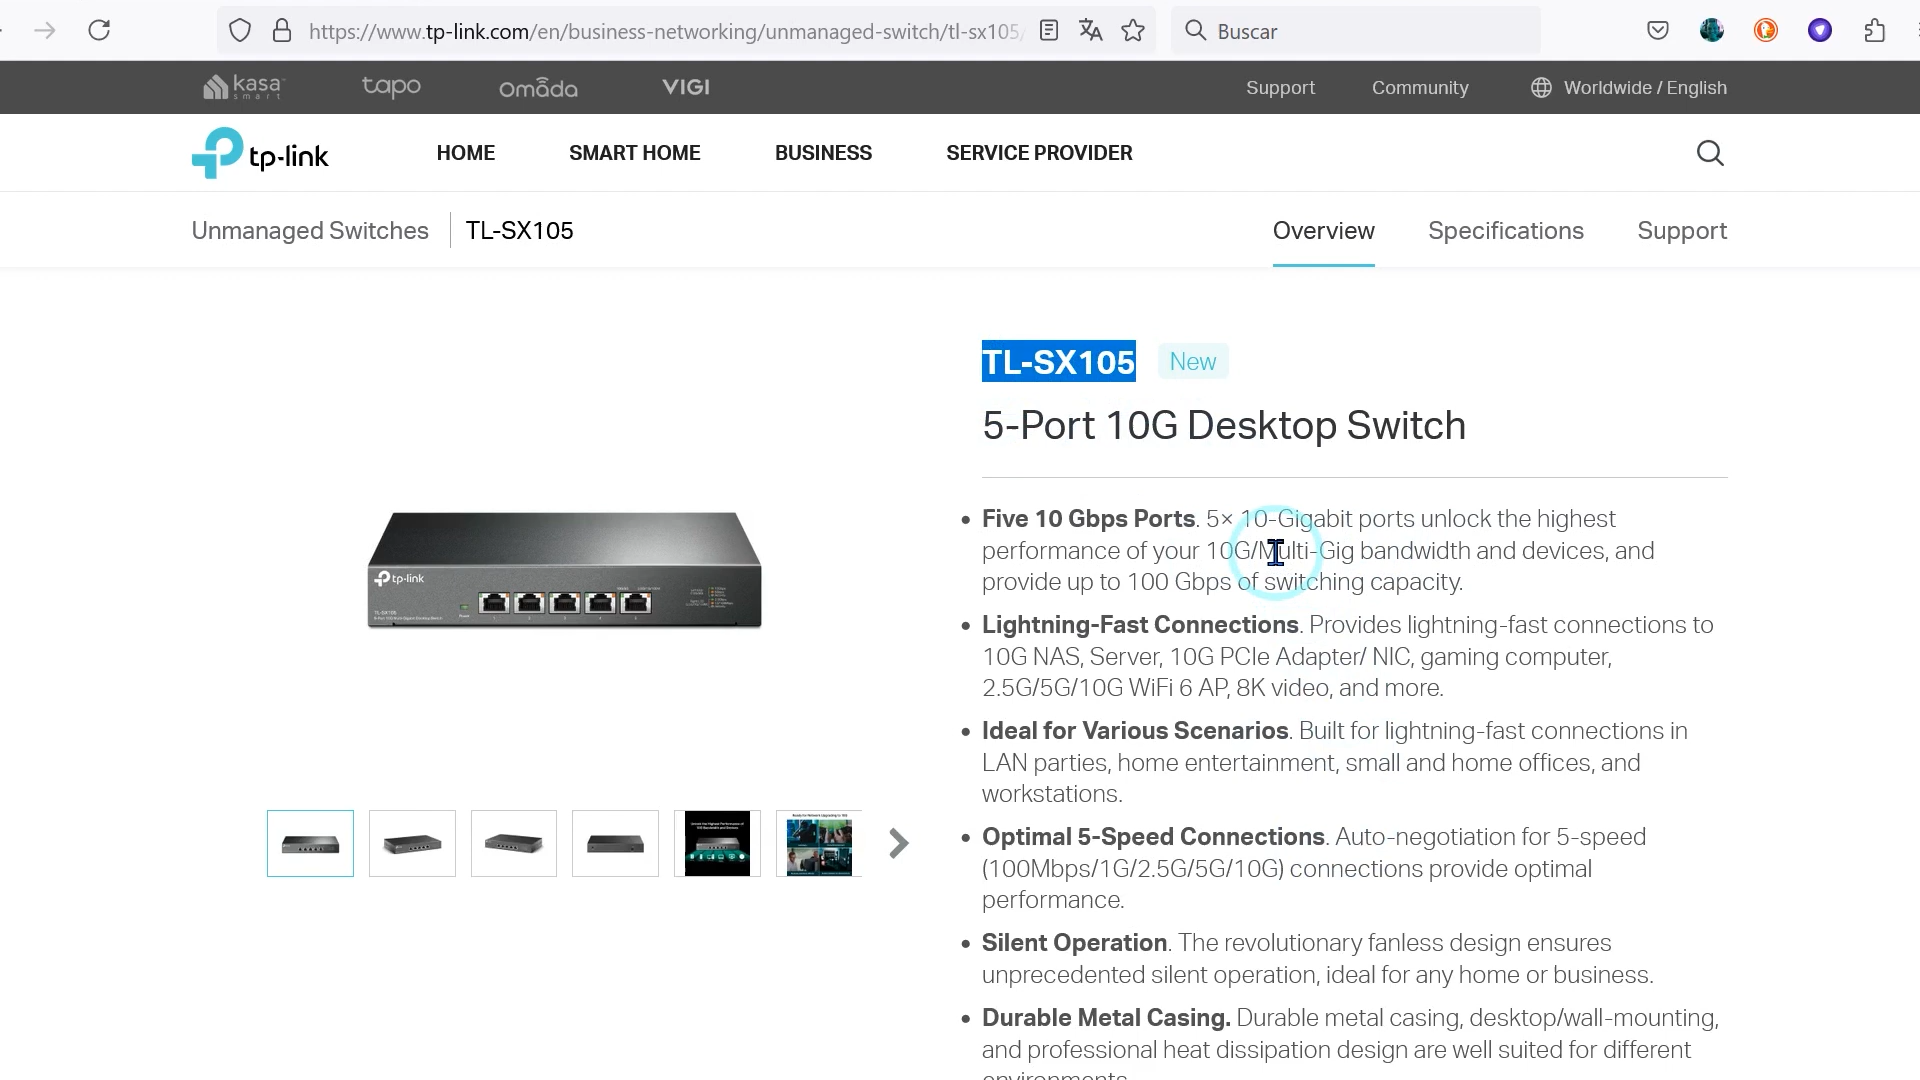 https://www.tp-link.com/en/business-networking/unmanaged-switch/tl-sx105/
Buscar
kasa
smart
tapo
omada
VIGI
Support
Community
Worldwide / English
tp-link
HOME
SMART HOME
BUSINESS
SERVICE PROVIDER
Unmanaged Switches
TL-SX105
Overview
Specifications
Support
TL-SX105
New
5-Port 10G Desktop Switch
• Five 10 Gbps Ports. 5× 10-Gigabit ports unlock the highest
performance of your 10G/Multi-Gig bandwidth and devices, and
provide up to 100 Gbps of switching capacity.
• Lightning-Fast Connections. Provides lightning-fast connections to
10G NAS, Server, 10G PCIe Adapter/ NIC, gaming computer,
2.5G/5G/10G WiFi 6 AP, 8K video, and more.
• Ideal for Various Scenarios. Built for lightning-fast connections in
LAN parties, home entertainment, small and home offices, and
workstations.
• Optimal 5-Speed Connections. Auto-negotiation for 5-speed
(100Mbps/1G/2.5G/5G/10G) connections provide optimal
performance.
• Silent Operation. The revolutionary fanless design ensures
unprecedented silent operation, ideal for any home or business.
• Durable Metal Casing. Durable metal casing, desktop/wall-mounting,
and professional heat dissipation design are well suited for different
environments.
tp-link
TL-SX105